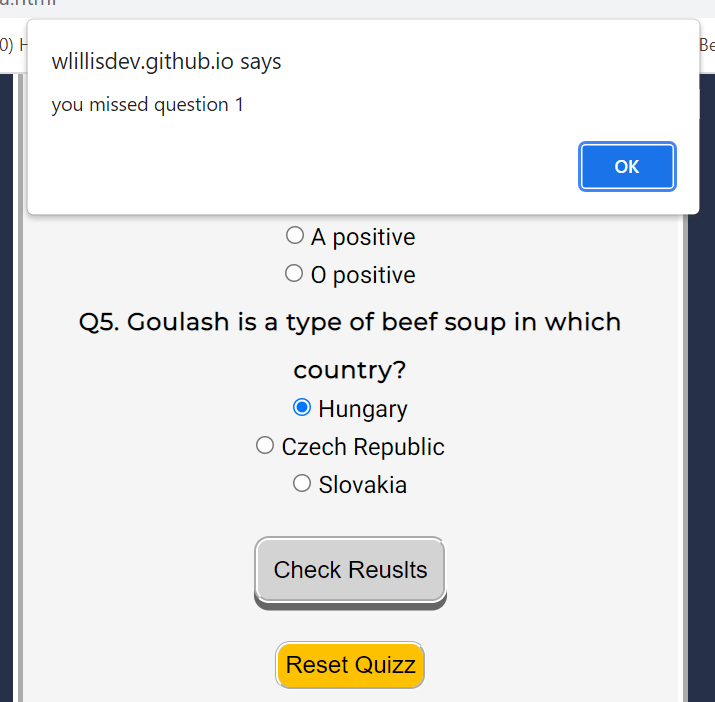 0) H
wlillisdev.github.io says
Be
you missed question 1
OK
A positive
O positive
Q5. Goulash is a type of beef soup in which
country?
Hungary
Czech Republic
Slovakia
Check Reuslts
Reset Quizz